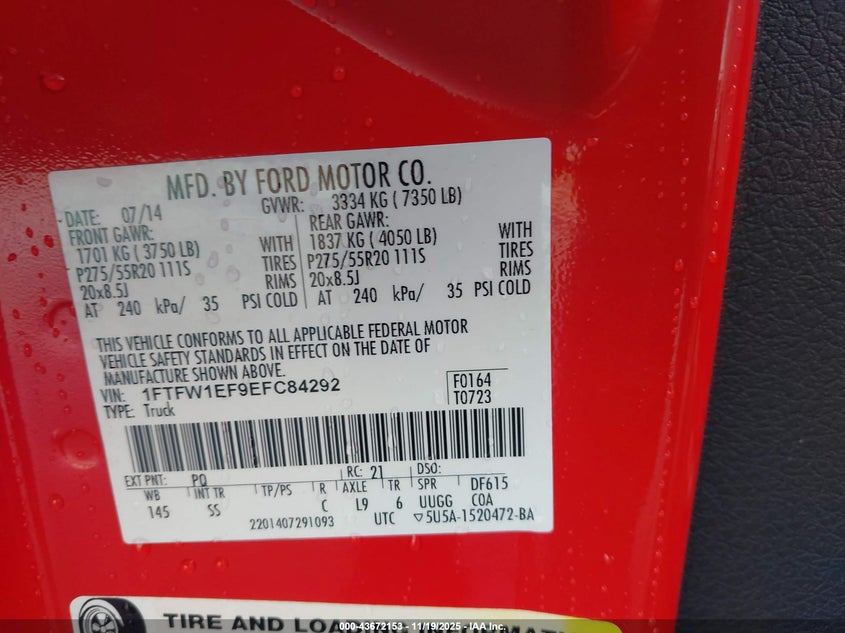 MFD. BY FORD MOTOR CO.
DATE: 07/14 GVWR: 3334 KG ( 7350 LB)
FRONT GAWR: REAR GAWR:
1701 KG ( 3750 LB) WITH 1837 KG ( 4050 LB) WITH
P275/55R20 111S TIRES P275/55R20 111S TIRES
20x8.5J RIMS 20x8.5J RIMS
AT 240 kPa/ 35 PSI COLD AT 240 kPa/ 35 PSI COLD
THIS VEHICLE CONFORMS TO ALL APPLICABLE FEDERAL MOTOR
VEHICLE SAFETY STANDARDS IN EFFECT ON THE DATE OF
MANUFACTURE SHOWN ABOVE.
VIN: 1FTFW1EF9EFC84292 F0164
TYPE: Truck T0723
EXT PNT: PQ RC: 21 DSO:
WB INT TR TP/PS R AXLE TR SPR DF615
145 SS C L9 6 UUGG COA
2201407291093 UTC ▽5U5A-1520472-BA
TIRE AND LOADING INFORMATI
000-43672153 - 11/19/2025 - IAA Inc.